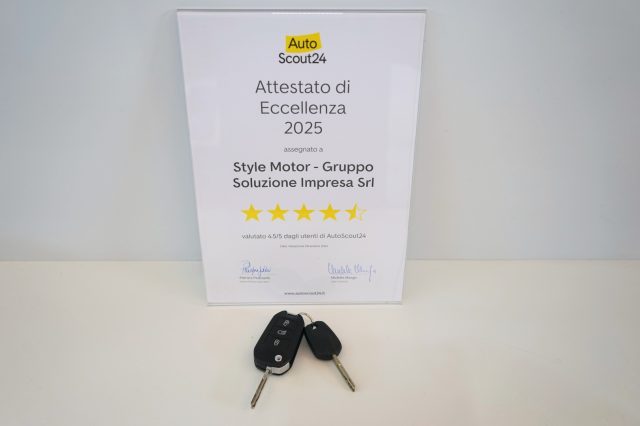 Auto
Scout24
Attestato di
Eccellenza
2025
assegnato a
Style Motor - Gruppo
Soluzione Impresa Srl
valutato 4.5/5 dagli utenti di AutoScout24
www.autoscout24.it